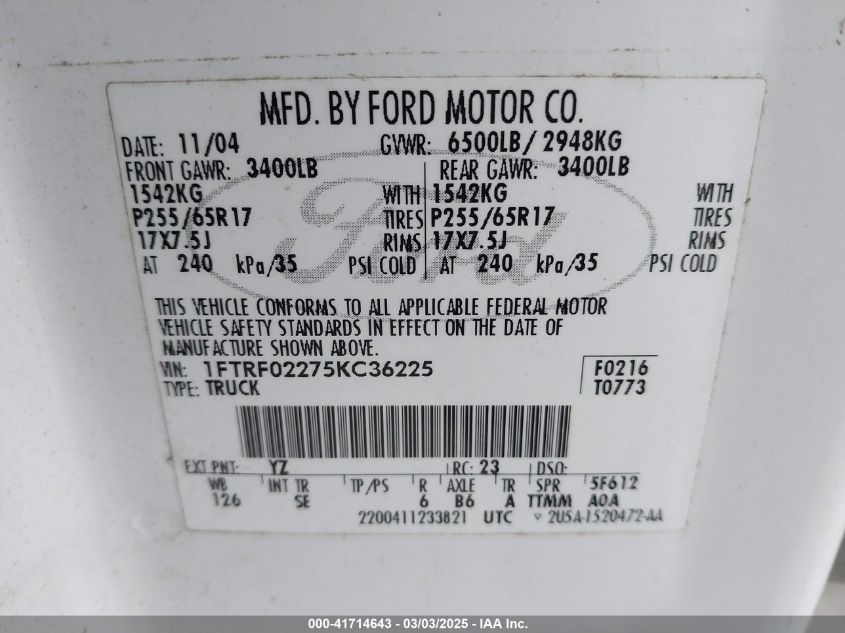 MFD. BY FORD MOTOR CO.
DATE: 11/04 GVWR: 6500LB/ 2948KG
FRONT GAWR: 3400LB REAR GAWR: 3400LB
1542KG WITH 1542KG WITH
P255/65R17 TIRES P255/65R17 TIRES
17X7.5J RIMS 17X7.5J RIMS
AT 240 kPa/35 PSI COLD AT 240 kPa/35 PSI COLD
Ford
THIS VEHICLE CONFORMS TO ALL APPLICABLE FEDERAL MOTOR
VEHICLE SAFETY STANDARDS IN EFFECT ON THE DATE OF
MANUFACTURE SHOWN ABOVE.
VIN: 1FTRF02275KC36225 F0216
TYPE: TRUCK T0773
EXT PNT: YZ RC: 23 DSO:
WB INT TR TP/PS R AXLE TR SPR 5F612
126 SE 6 B6 A TTMM AOA
2200411233821 UTC ▽ 2U5A-1520472-AA
000-41714643 - 03/03/2025 - IAA Inc.